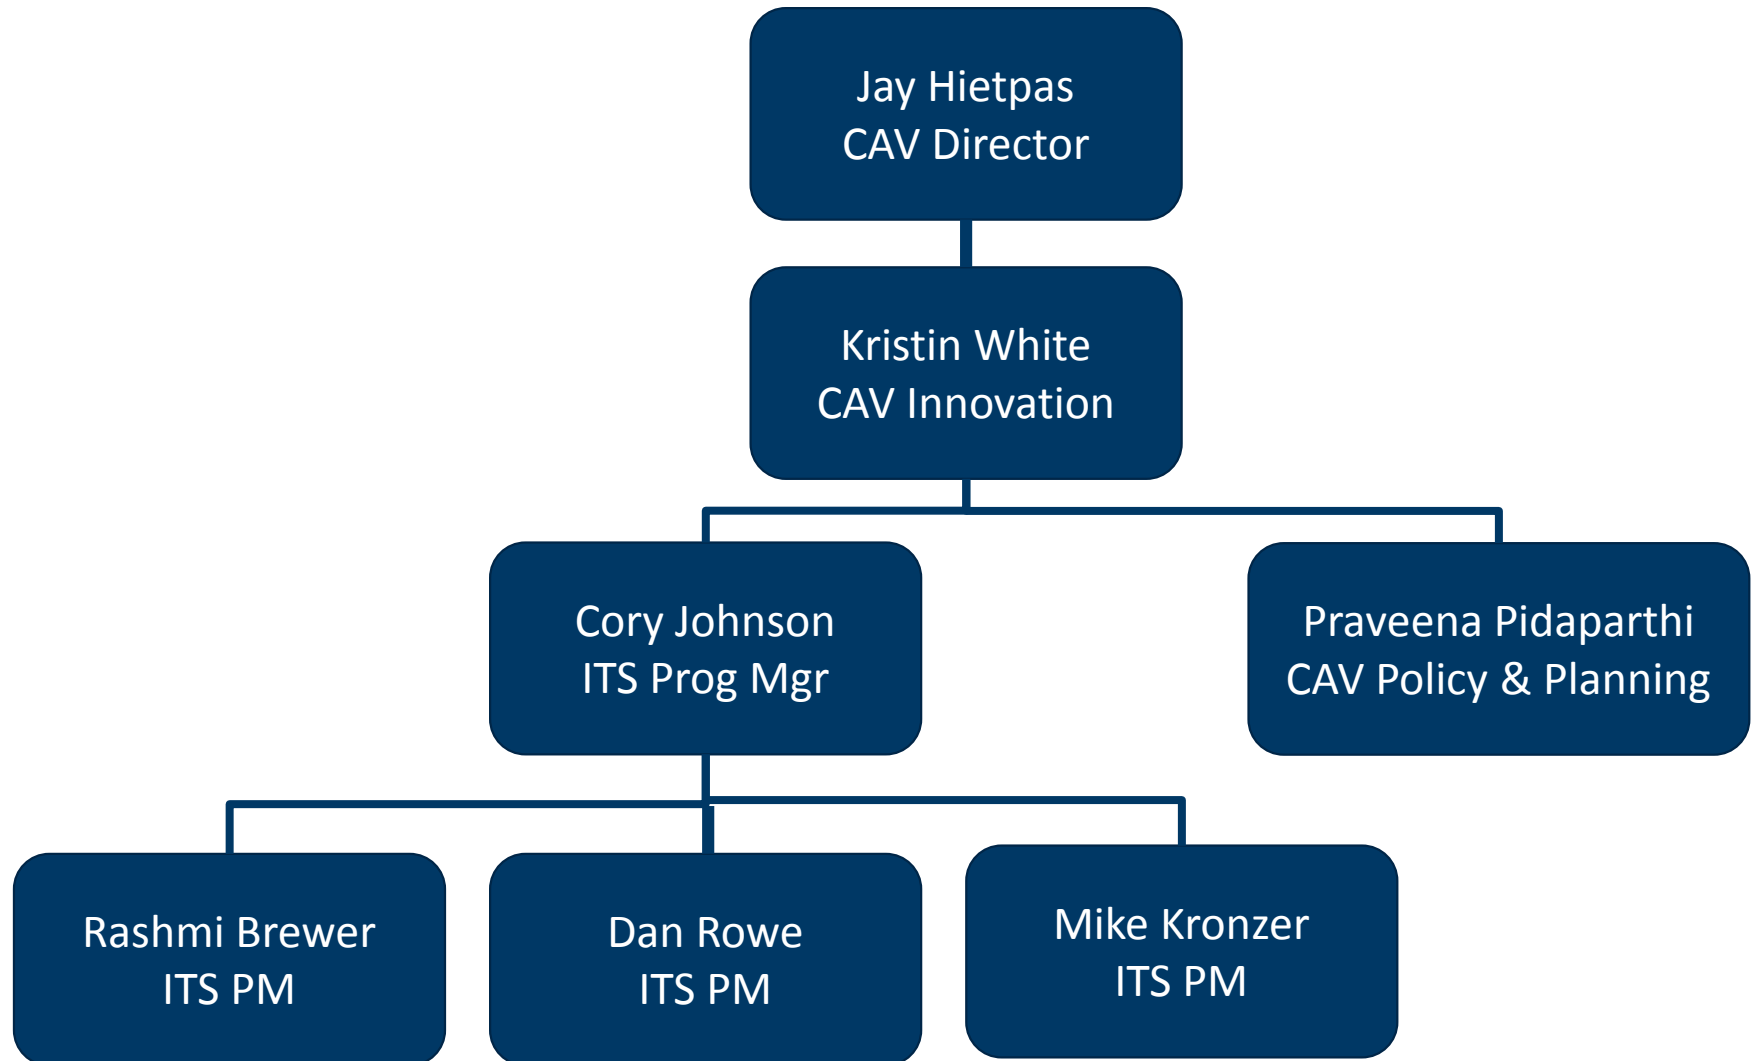 Jay Hietpas
CAV Director
Kristin White
CAV Innovation
Cory Johnson
ITS Prog Mgr
Praveena Pidaparthi
CAV Policy & Planning
Rashmi Brewer
ITS PM
Dan Rowe
ITS PM
Mike Kronzer
ITS PM